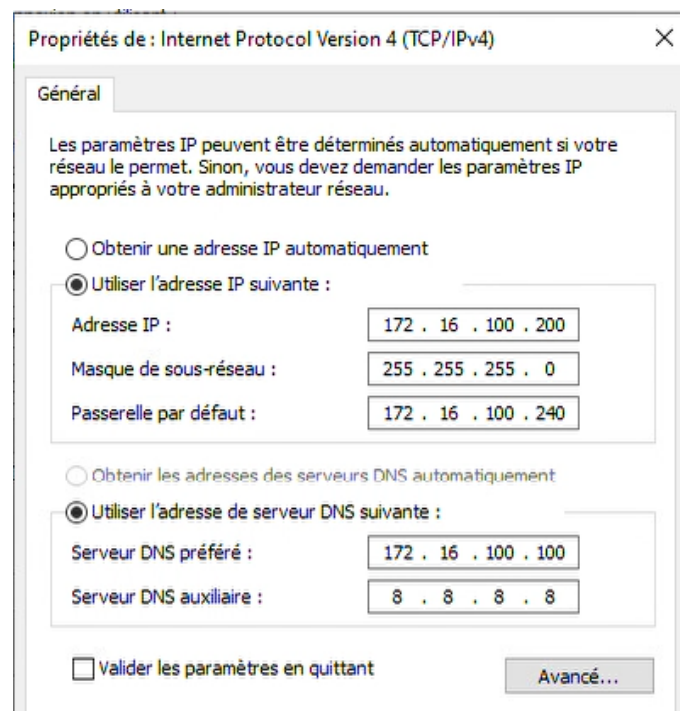 Propriétés de : Internet Protocol Version 4 (TCP/IPv4)
Général
Les paramètres IP peuvent être déterminés automatiquement si votre
réseau le permet. Sinon, vous devez demander les paramètres IP
appropriés à votre administrateur réseau.
Obtenir une adresse IP automatiquement
Utiliser l'adresse IP suivante :
Adresse IP : 172 . 16 . 100 . 200
Masque de sous-réseau : 255 . 255 . 255 . 0
Passerelle par défaut : 172 . 16 . 100 . 240
Obtenir les adresses des serveurs DNS automatiquement
Utiliser l'adresse de serveur DNS suivante :
Serveur DNS préféré : 172 . 16 . 100 . 100
Serveur DNS auxiliaire : 8 . 8 . 8 . 8
Valider les paramètres en quittant Avancé...